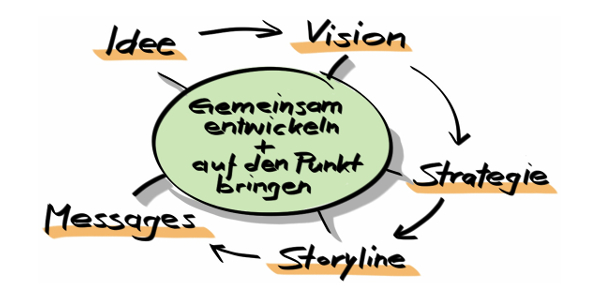 Idee
Vision
Gemeinsam
entwickeln
+
auf den Punkt
bringen
Strategie
Storyline
Messages